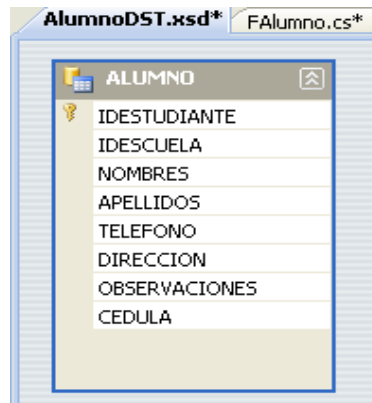 AlumnoDST.xsd* FAlumno.cs*
ALUMNO
IDESTUDIANTE
IDESCUELA
NOMBRES
APELLIDOS
TELEFONO
DIRECCION
OBSERVACIONES
CEDULA